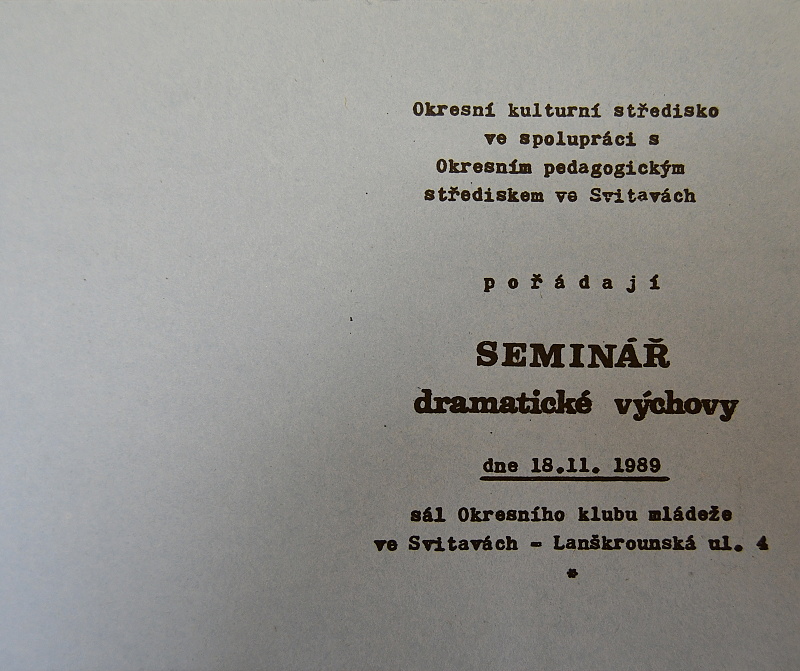 Okresní kulturní středisko
ve spolupráci s
Okresním pedagogickým
střediskem ve Svitavách
p o ř á d a j í
SEMINÁŘ
dramatické výchovy
dne 18.11. 1989
sál Okresního klubu mládeže
ve Svitavách - Lanškrounská ul. 4
*